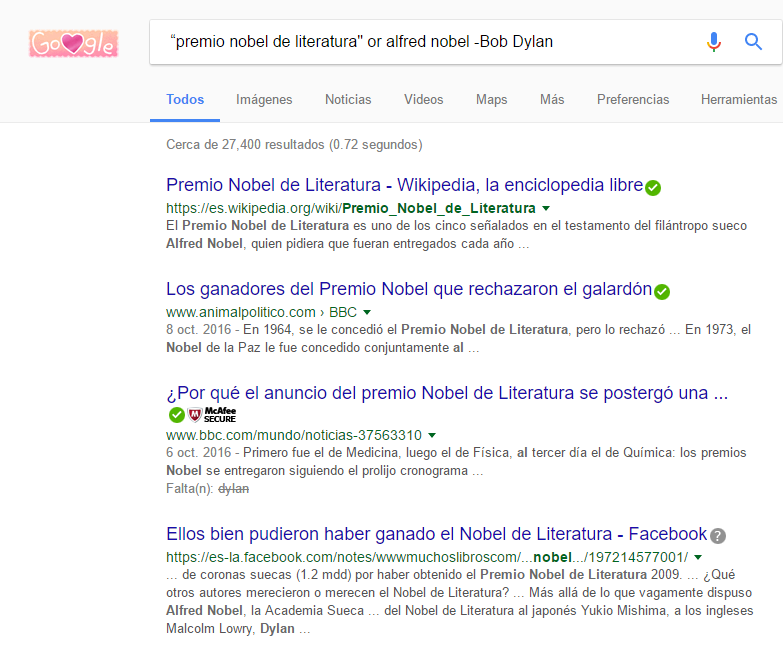 Google
“premio nobel de literatura" or alfred nobel -Bob Dylan
Todos Imágenes Noticias Videos Maps Más Preferencias Herramientas
Cerca de 27,400 resultados (0.72 segundos)
Premio Nobel de Literatura - Wikipedia, la enciclopedia libre
https://es.wikipedia.org/wiki/Premio_Nobel_de_Literatura
El Premio Nobel de Literatura es uno de los cinco señalados en el testamento del filántropo sueco
Alfred Nobel, quien pidiera que fueran entregados cada año ...
Los ganadores del Premio Nobel que rechazaron el galardón
www.animalpolitico.com › BBC
8 oct. 2016 - En 1964, se le concedió el Premio Nobel de Literatura, pero lo rechazó ... En 1973, el
Nobel de la Paz le fue concedido conjuntamente al ...
¿Por qué el anuncio del premio Nobel de Literatura se postergó una ...
McAfee
SECURE
www.bbc.com/mundo/noticias-37563310
6 oct. 2016 - Primero fue el de Medicina, luego el de Física, al tercer día el de Química: los premios
Nobel se entregaron siguiendo el prolijo cronograma ...
Falta(n): dylan
Ellos bien pudieron haber ganado el Nobel de Literatura - Facebook ?
https://es-la.facebook.com/notes/wwwmuchoslibroscom/...nobel.../197214577001/
... de coronas suecas (1.2 mdd) por haber obtenido el Premio Nobel de Literatura 2009. ... ¿Qué
otros autores merecieron o merecen el Nobel de Literatura? ... Más allá de lo que vagamente dispuso
Alfred Nobel, la Academia Sueca ... del Nobel de Literatura al japonés Yukio Mishima, a los ingleses
Malcolm Lowry, Dylan ...